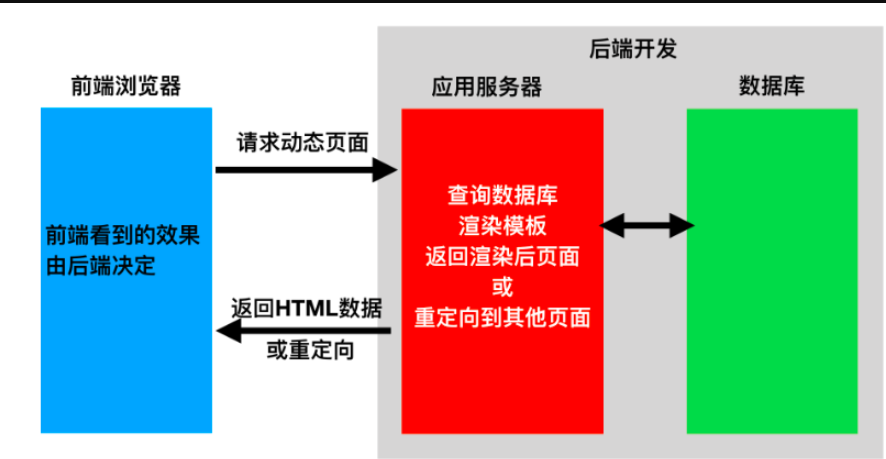 后端开发
前端浏览器
应用服务器
数据库
请求动态页面
查询数据库
渲染模板
返回渲染后页面
或
重定向到其他页面
前端看到的效果
由后端决定
返回HTML数据
或重定向